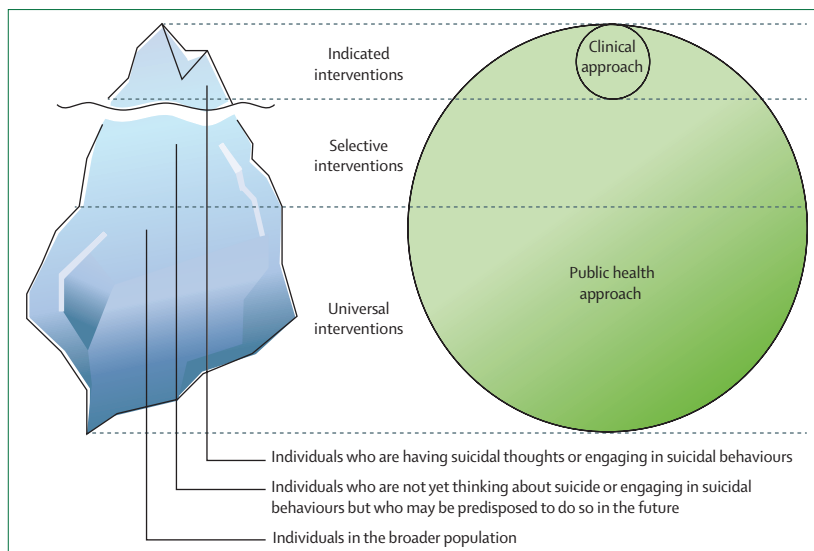 Indicated
interventions
Clinical
approach
Selective
interventions
Public health
approach
Universal
interventions
Individuals who are having suicidal thoughts or engaging in suicidal behaviours
Individuals who are not yet thinking about suicide or engaging in suicidal
behaviours but who may be predisposed to do so in the future
Individuals in the broader population